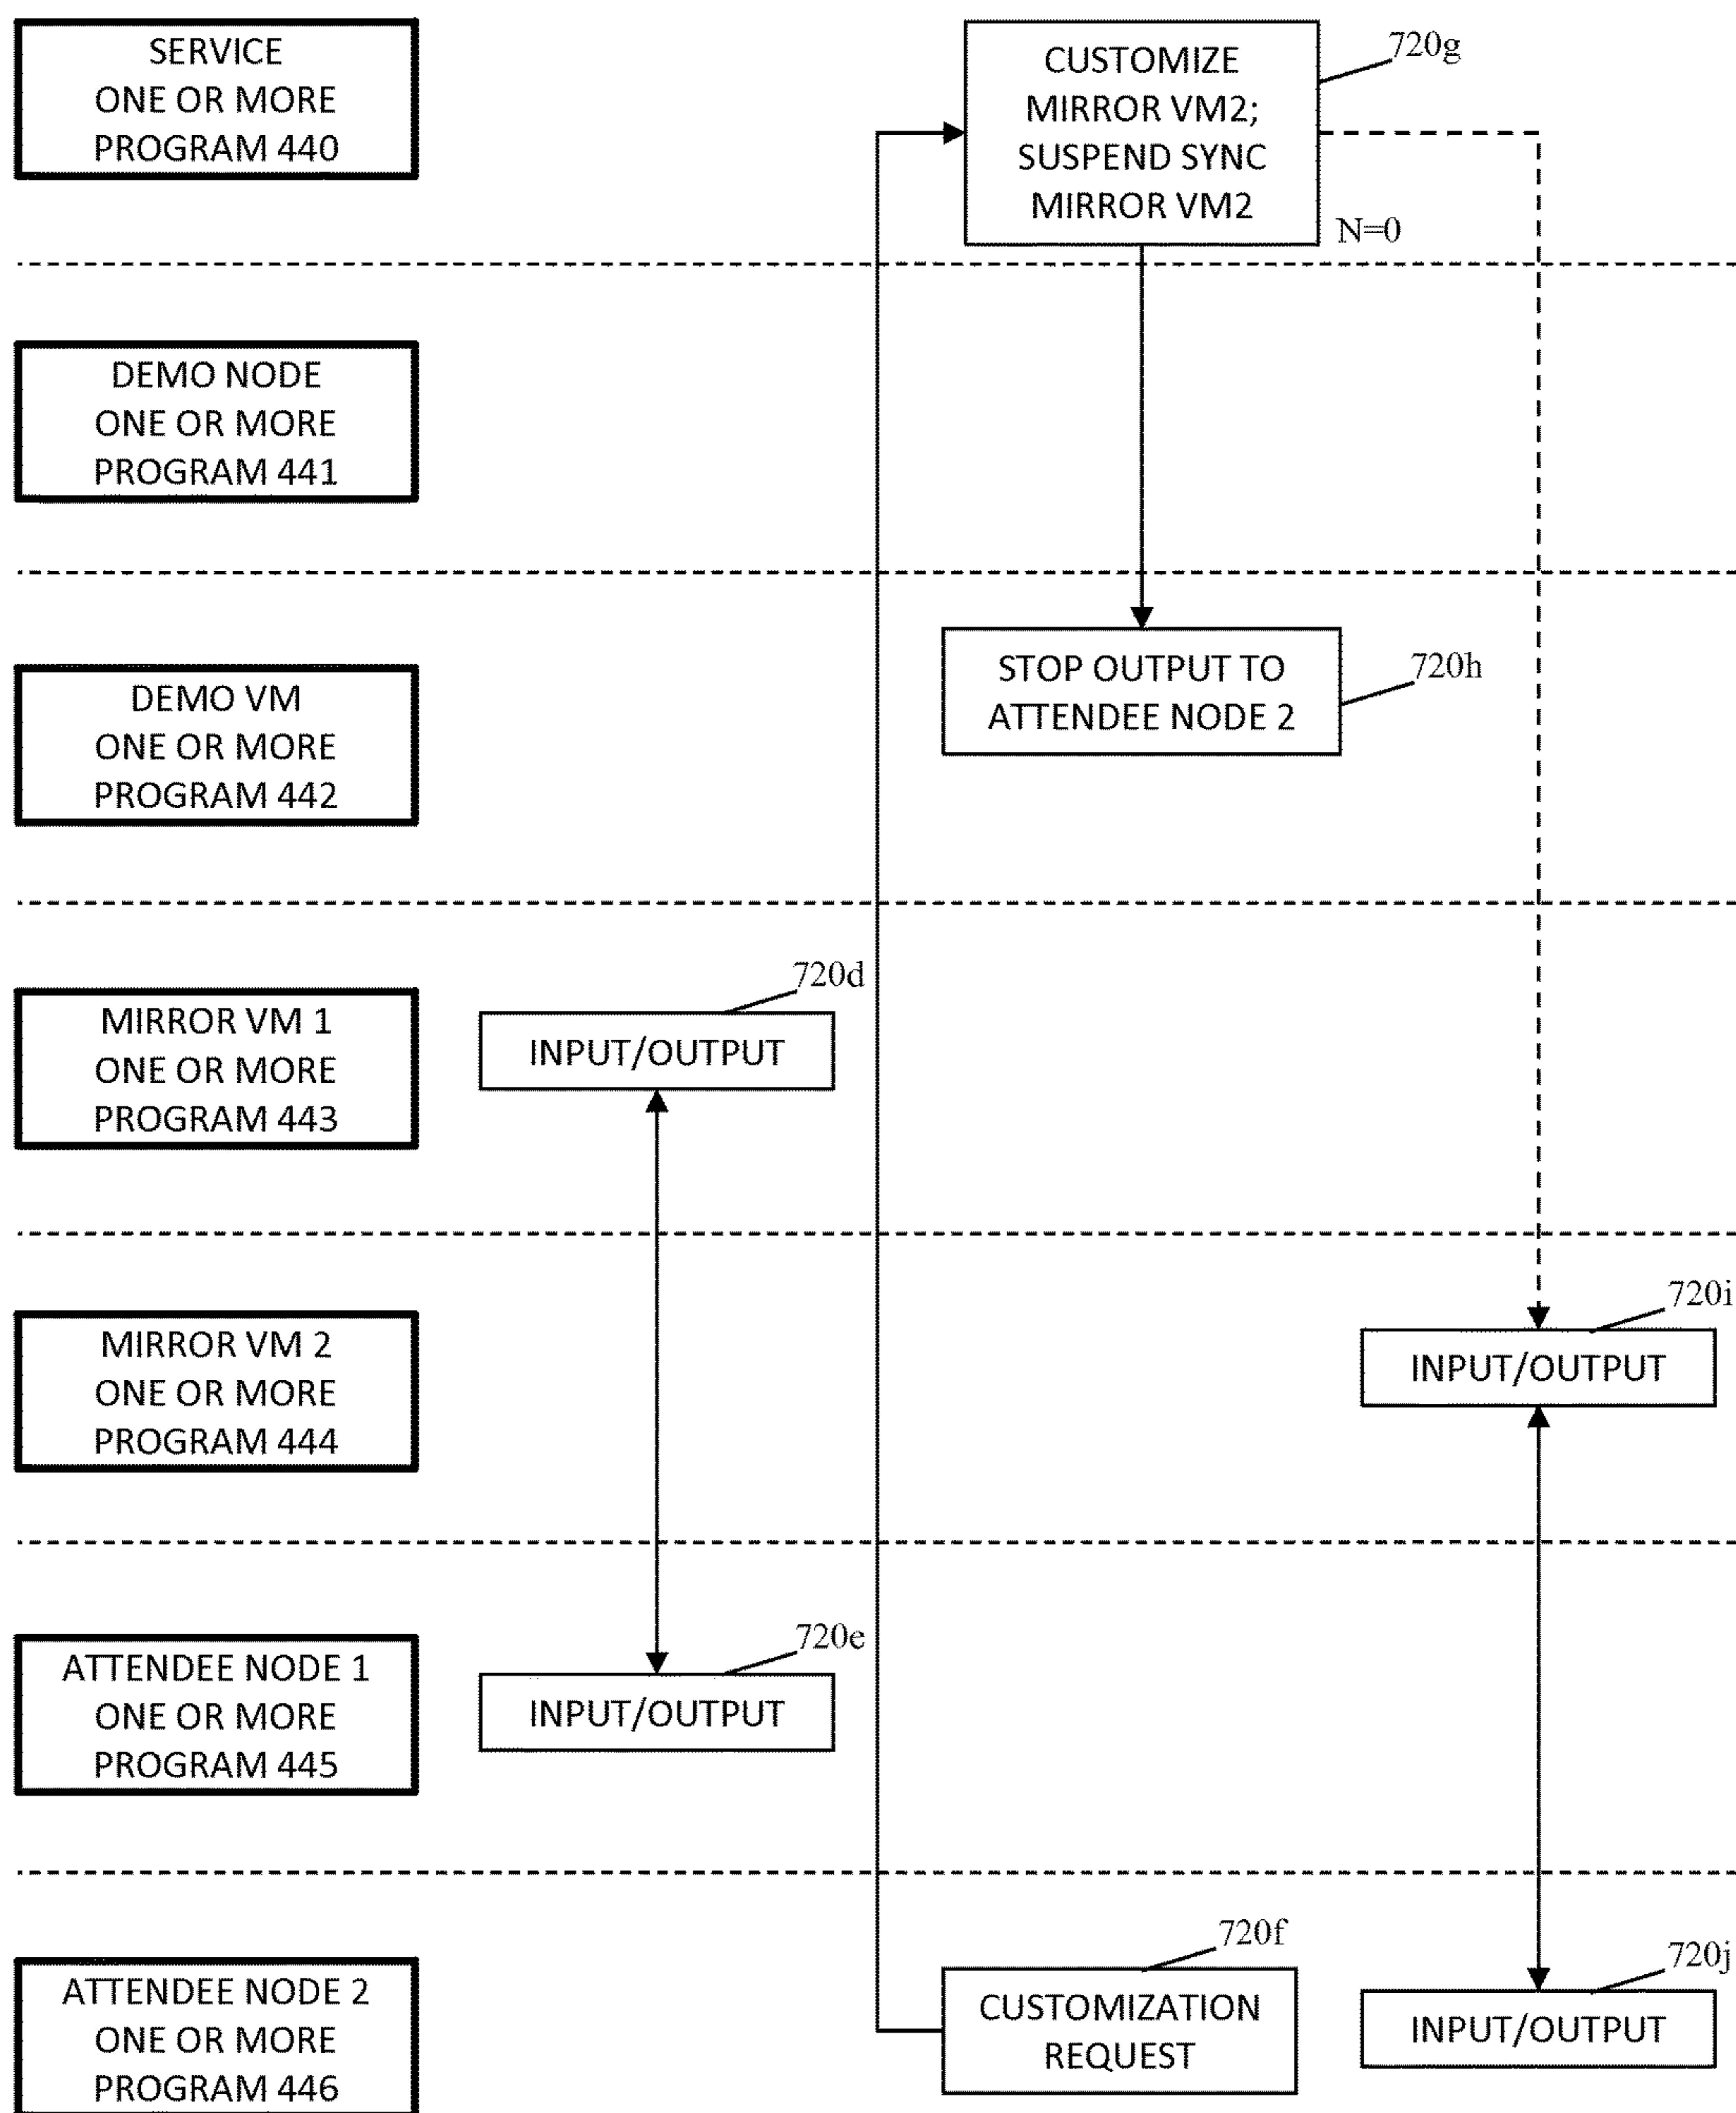 SERVICE
ONE OR MORE
PROGRAM 440
CUSTOMIZE
MIRROR VM2;
SUSPEND SYNC
MIRROR VM2
720g
N=0
DEMO NODE
ONE OR MORE
PROGRAM 441
DEMO VM
ONE OR MORE
PROGRAM 442
STOP OUTPUT TO
ATTENDEE NODE 2
720h
MIRROR VM 1
ONE OR MORE
PROGRAM 443
720d
INPUT/OUTPUT
MIRROR VM 2
ONE OR MORE
PROGRAM 444
720i
INPUT/OUTPUT
ATTENDEE NODE 1
ONE OR MORE
PROGRAM 445
720e
INPUT/OUTPUT
ATTENDEE NODE 2
ONE OR MORE
PROGRAM 446
720f
CUSTOMIZATION
REQUEST
720j
INPUT/OUTPUT